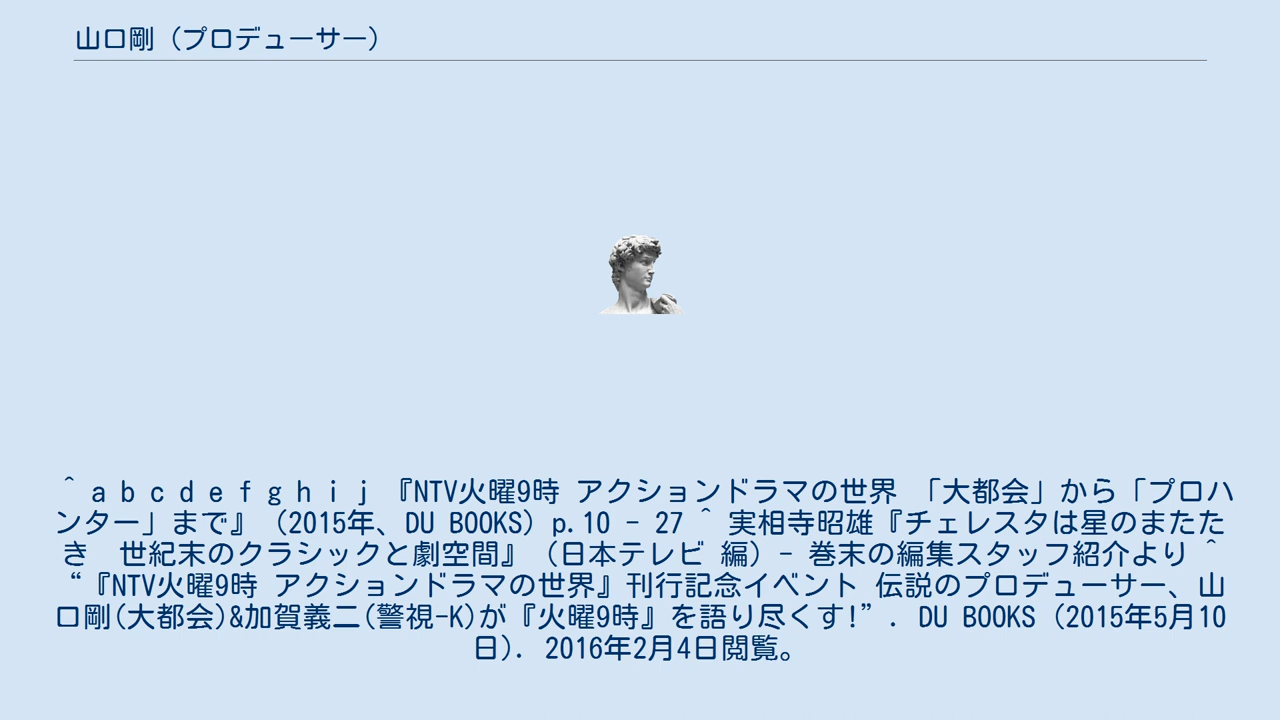 山口剛（プロデューサー）
^ a b c d e f g h i j 『NTV火曜9時 アクションドラマの世界 「大都会」から「プロハ
ンター」まで』（2015年、DU BOOKS）p.10 - 27 ^ 実相寺昭雄『チェレスタは星のまたた
き　世紀末のクラシックと劇空間』（日本テレビ 編）- 巻末の編集スタッフ紹介より ^
“『NTV火曜9時 アクションドラマの世界』刊行記念イベント 伝説のプロデューサー、山
口剛(大都会)&加賀義二(警視-K)が『火曜9時』を語り尽くす!”. DU BOOKS (2015年5月10
日). 2016年2月4日閲覧。